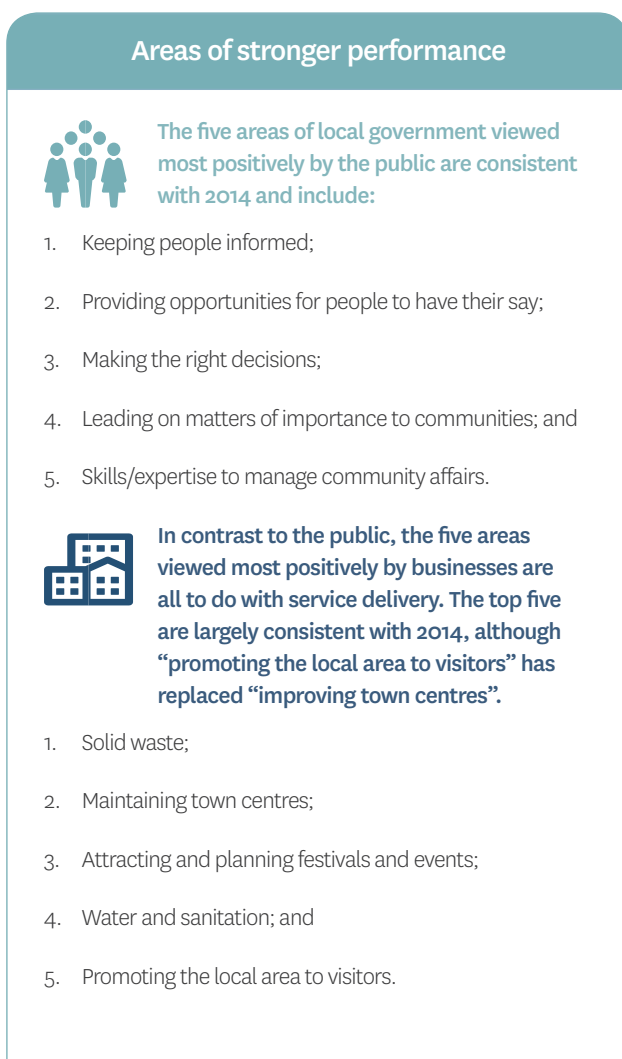 Areas of stronger performance
The five areas of local government viewed
most positively by the public are consistent
with 2014 and include:
1. Keeping people informed;
2. Providing opportunities for people to have their say;
3. Making the right decisions;
4. Leading on matters of importance to communities; and
5. Skills/expertise to manage community affairs.
In contrast to the public, the five areas
viewed most positively by businesses are
all to do with service delivery. The top five
are largely consistent with 2014, although
“promoting the local area to visitors” has
replaced “improving town centres”.
1. Solid waste;
2. Maintaining town centres;
3. Attracting and planning festivals and events;
4. Water and sanitation; and
5. Promoting the local area to visitors.